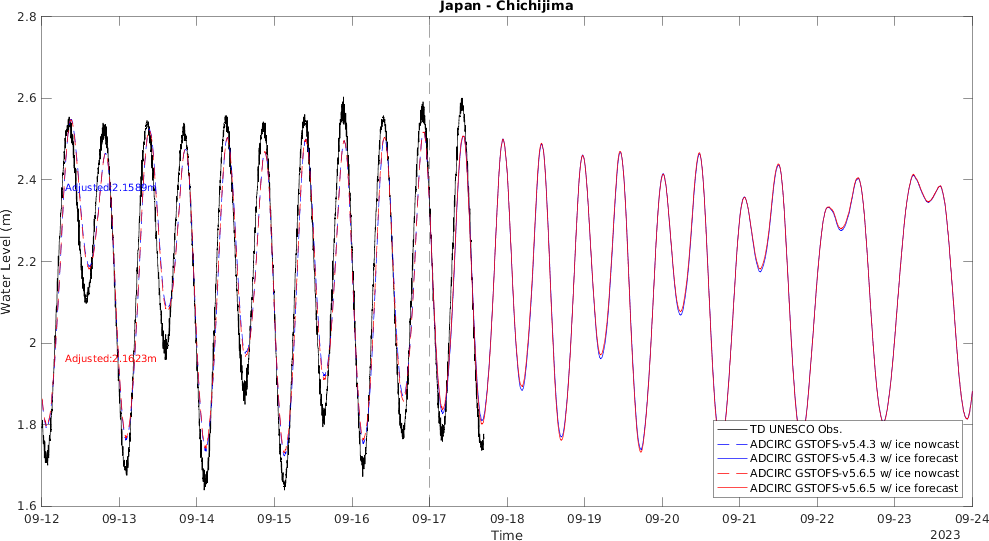 Japan - Chichijima
2.8
2.6
2.4
2.2
2
1.8
1.6
Water Level (m)
Adjusted:2.1589m
Adjusted:2.1623m
TD UNESCO Obs.
ADCIRC GSTOFS-v5.4.3 w/ ice nowcast
ADCIRC GSTOFS-v5.4.3 w/ ice forecast
ADCIRC GSTOFS-v5.6.5 w/ ice nowcast
ADCIRC GSTOFS-v5.6.5 w/ ice forecast
09-12 09-13 09-14 09-15 09-16 09-17 09-18 09-19 09-20 09-21 09-22 09-23 09-24
Time
2023